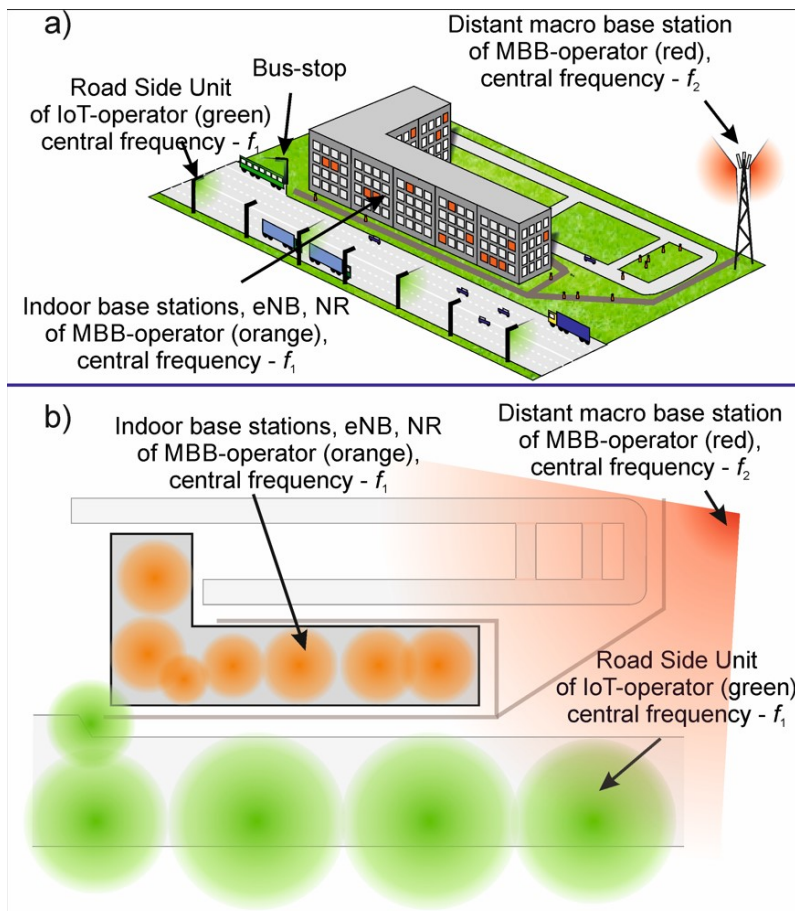 a)
Distant macro base station
of MBB-operator (red),
central frequency - f₂
Bus-stop
Road Side Unit
of IoT-operator (green)
central frequency - f₁
Indoor base stations, eNB, NR
of MBB-operator (orange),
central frequency - f₁
b)
Indoor base stations, eNB, NR
of MBB-operator (orange),
central frequency - f₁
Distant macro base station
of MBB-operator (red),
central frequency - f₂
Road Side Unit
of IoT-operator (green)
central frequency - f₁